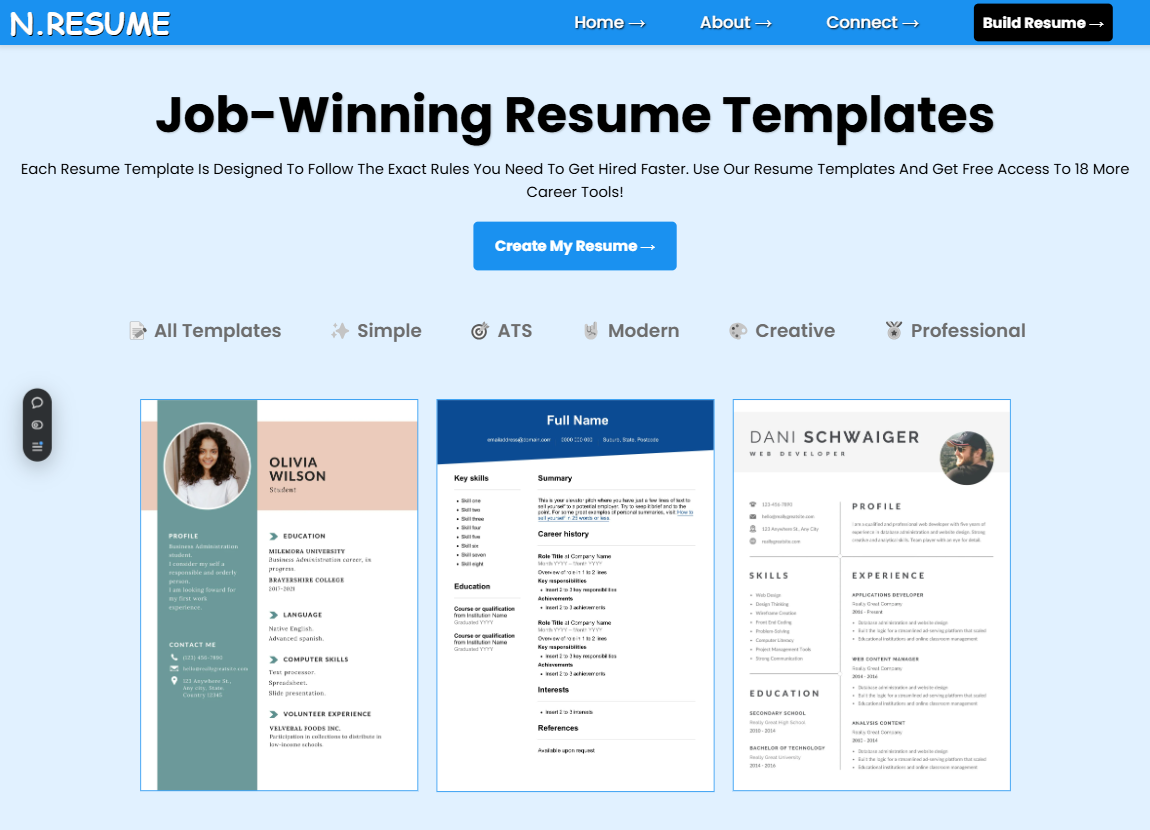 N.RESUME
Home →
About →
Connect →
Build Resume →
Job-Winning Resume Templates
Each Resume Template Is Designed To Follow The Exact Rules You Need To Get Hired Faster. Use Our Resume Templates And Get Free Access To 18 More
Career Tools!
Create My Resume →
All Templates
Simple
ATS
Modern
Creative
Professional
OLIVIA
WILSON
Student
PROFILE
Business Administration
student.
I consider my self a
responsible and orderly
person.
I am looking foward for
my first work
experience.
CONTACT ME
(123) 456-7890
hello@reallygreatsite.com
123 Anywhere St.,
Any city, State
Country 12345
EDUCATION
MILEMORA UNIVERSITY
Business Administration career, in
progress.
BRAVERSHIRE COLLEGE
2017-2021
LANGUAGE
Native English.
Advanced spanish.
COMPUTER SKILLS
Text processor.
Spreadsheet.
Slide presentation.
VOLUNTEER EXPERIENCE
VELVERAL FOODS INC.
Participation in collections to distribute in
low-income schools.
Full Name
emailaddress@domain.com
0000 000 000
Suburb, State, Postcode
Key skills
Skill one
Skill two
Skill three
Skill four
Skill five
Skill six
Skill seven
Skill eight
Education
Course or qualification
from Institution Name
Graduated YYYY
Course or qualification
from Institution Name
Graduated YYYY
Summary
This is your elevator pitch where you have just a few lines of text to
sell yourself to a potential employer. Try to keep it brief and to the
point. For some great examples of personal summaries, visit How to
sell yourself in 25 words or less.
Career history
Role Title at Company Name
Month YYYY – Month YYYY
Overview of role in 1 to 2 lines
Key responsibilities
Insert 2 to 3 key responsibilities
Achievements
Insert 2 to 3 achievements
Role Title at Company Name
Month YYYY – Month YYYY
Overview of role in 1 to 2 lines
Key responsibilities
Insert 2 to 3 key responsibilities
Achievements
Insert 2 to 3 achievements
Interests
Insert 2 to 3 interests
References
Available upon request
DANI SCHWAIGER
WEB DEVELOPER
123-456-7890
hello@reallygreatsite.com
123 Anywhere St., Any City
reallygreatsite.com
SKILLS
Web Design
Design Thinking
Wireframe Creation
Front End Coding
Problem-Solving
Computer Literacy
Project Management Tools
Strong Communication
EDUCATION
SECONDARY SCHOOL
Really Great High School
2010 - 2014
BACHELOR OF TECHNOLOGY
Really Great University
2014 - 2016
PROFILE
I am a qualified and professional web developer with five years of
experience in database administration and website design. Strong
creative and analytical skills. Team player with an eye for detail.
EXPERIENCE
APPLICATIONS DEVELOPER
Really Great Company
2016 - Present
Database administration and website design
Built the logic for a streamlined ad-serving platform that scaled
Educational institutions and online classroom management
WEB CONTENT MANAGER
Really Great Company
2014 - 2016
Database administration and website design
Built the logic for a streamlined ad-serving platform that scaled
Educational institutions and online classroom management
ANALYSIS CONTENT
Really Great Company
Database administration and website design
Built the logic for a streamlined ad-serving platform that scaled
Educational institutions and online classroom management